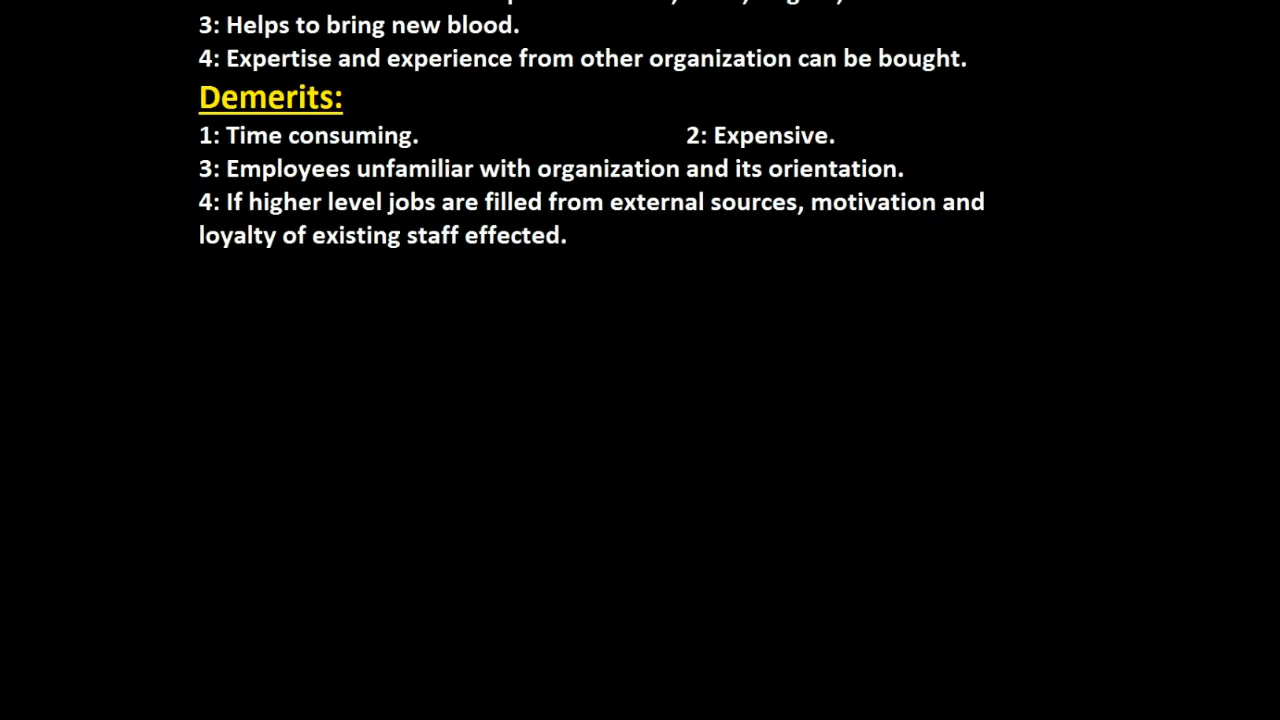 3: Helps to bring new blood.
4: Expertise and experience from other organization can be bought.
Demerits:
1: Time consuming. 2: Expensive.
3: Employees unfamiliar with organization and its orientation.
4: If higher level jobs are filled from external sources, motivation and
loyalty of existing staff effected.